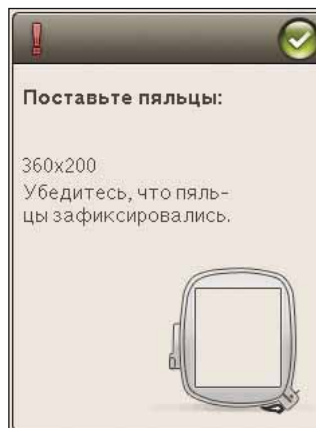 Поставьте пяльцы:
360x200
Убедитесь, что пяль-
цы зафиксировались.